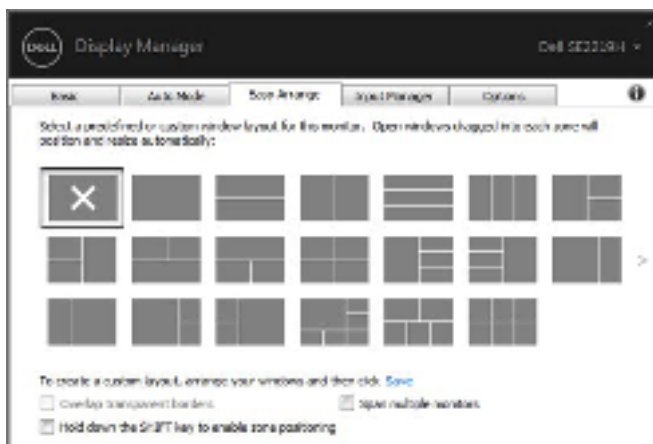 DELL Display Manager Dell SE2219H
Basic Auto Mode Easy Arrange Input Manager Options
Select a predefined or custom window layout for this monitor. Open windows dragged into each zone will
position and resize automatically:
To create a custom layout, arrange your windows and then click Save
Overlap transparent borders Span multiple monitors
Hold down the SHIFT key to enable zone positioning